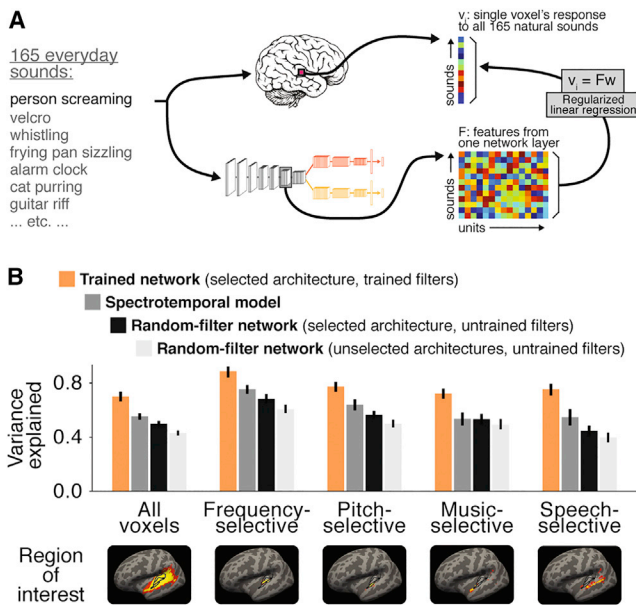 A
165 everyday
sounds:
person screaming
velcro
whistling
frying pan sizzling
alarm clock
cat purring
guitar riff
... etc. ...
vi: single voxel's response
to all 165 natural sounds
sounds
vi = Fw
Regularized
linear regression
F: features from
one network layer
sounds
units
B
Trained network (selected architecture, trained filters)
Spectrotemporal model
Random-filter network (selected architecture, untrained filters)
Random-filter network (unselected architectures, untrained filters)
Variance
explained
0.8
0.4
0.0
All
voxels
Frequency-
selective
Pitch-
selective
Music-
selective
Speech-
selective
Region
of
interest